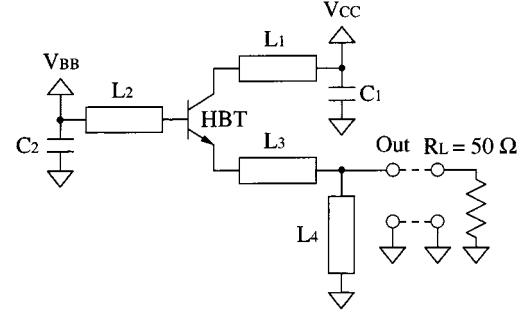 VCC
L1
VBB
L2
C1
HBT
C2
L3
Out RL = 50 Ω
L4